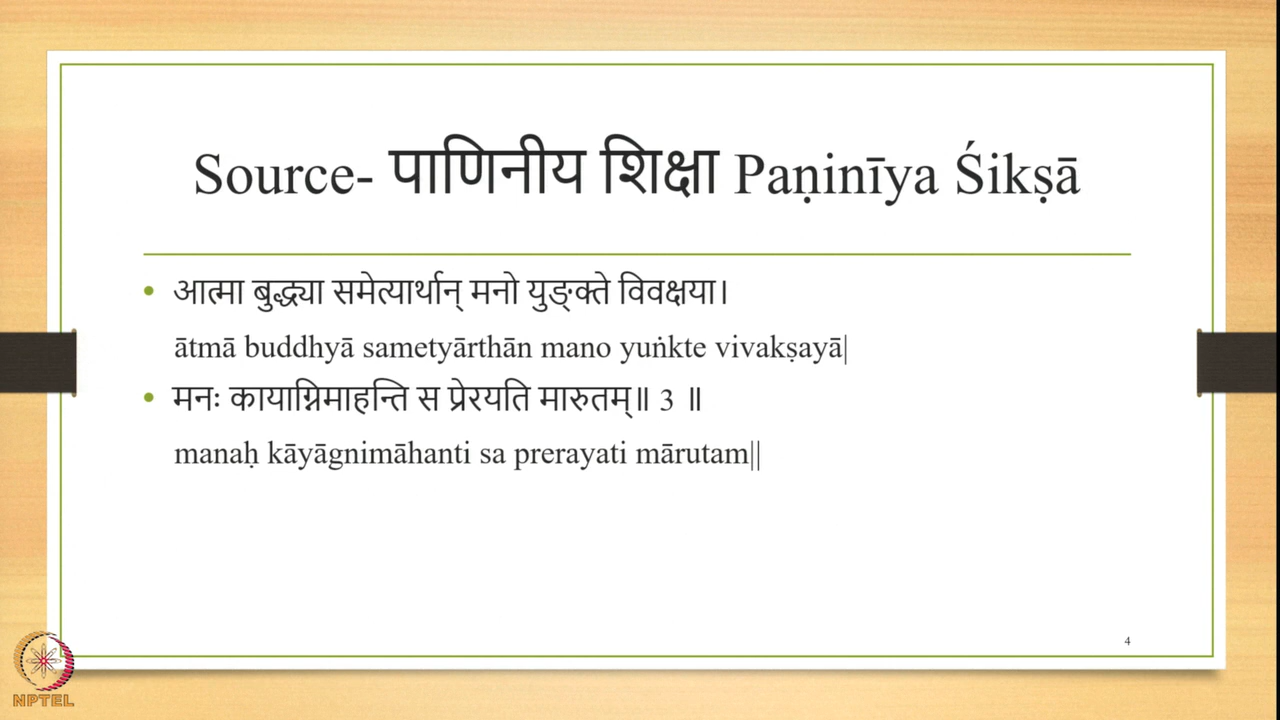 Source- पाणिनीय शिक्षा Paṇinīya Śikṣā
• आत्मा बुद्ध्या समेत्यार्थान् मनो युङ्क्ते विवक्षया।
ātmā buddhyā sametyārthān mano yuṅkte vivakṣayā|
• मनः कायाग्निमाहन्ति स प्रेरयति मारुतम्॥ 3 ॥
manaḥ kāyāgnimāhanti sa prerayati mārutam||
4
NPTEL